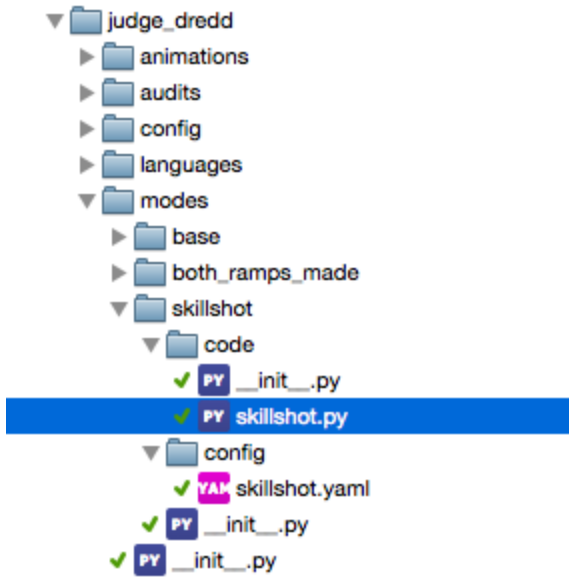 judge_dredd
animations
audits
config
languages
modes
base
both_ramps_made
skillshot
code
PY __init__.py
PY skillshot.py
config
YAM skillshot.yaml
PY __init__.py
PY __init__.py